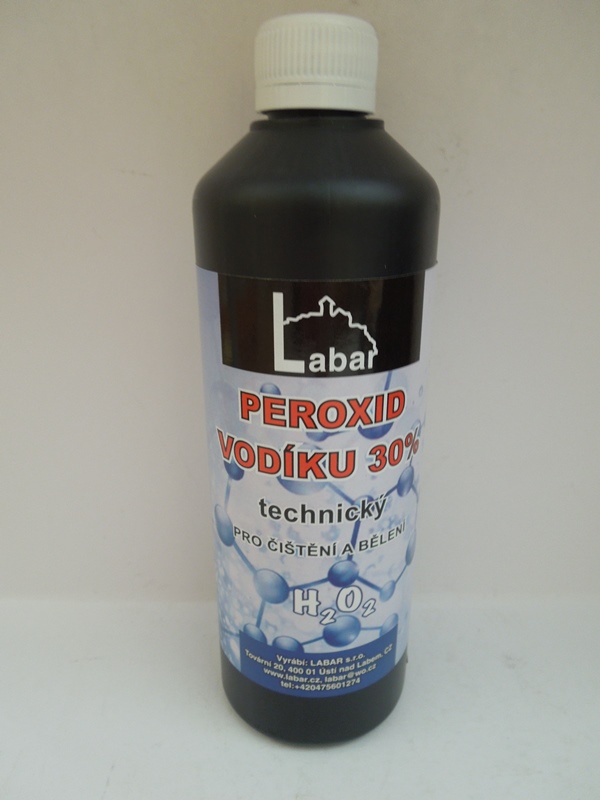 Labar
PEROXID
VODÍKU 30%
technický
PRO ČIŠTĚNÍ A BĚLENÍ
H2O2
Vyrábí: LABAR s.r.o.
Tovární 20, 400 01 Ústí nad Labem, CZ
www.labar.cz, labar@wo.cz
tel:+420475601274